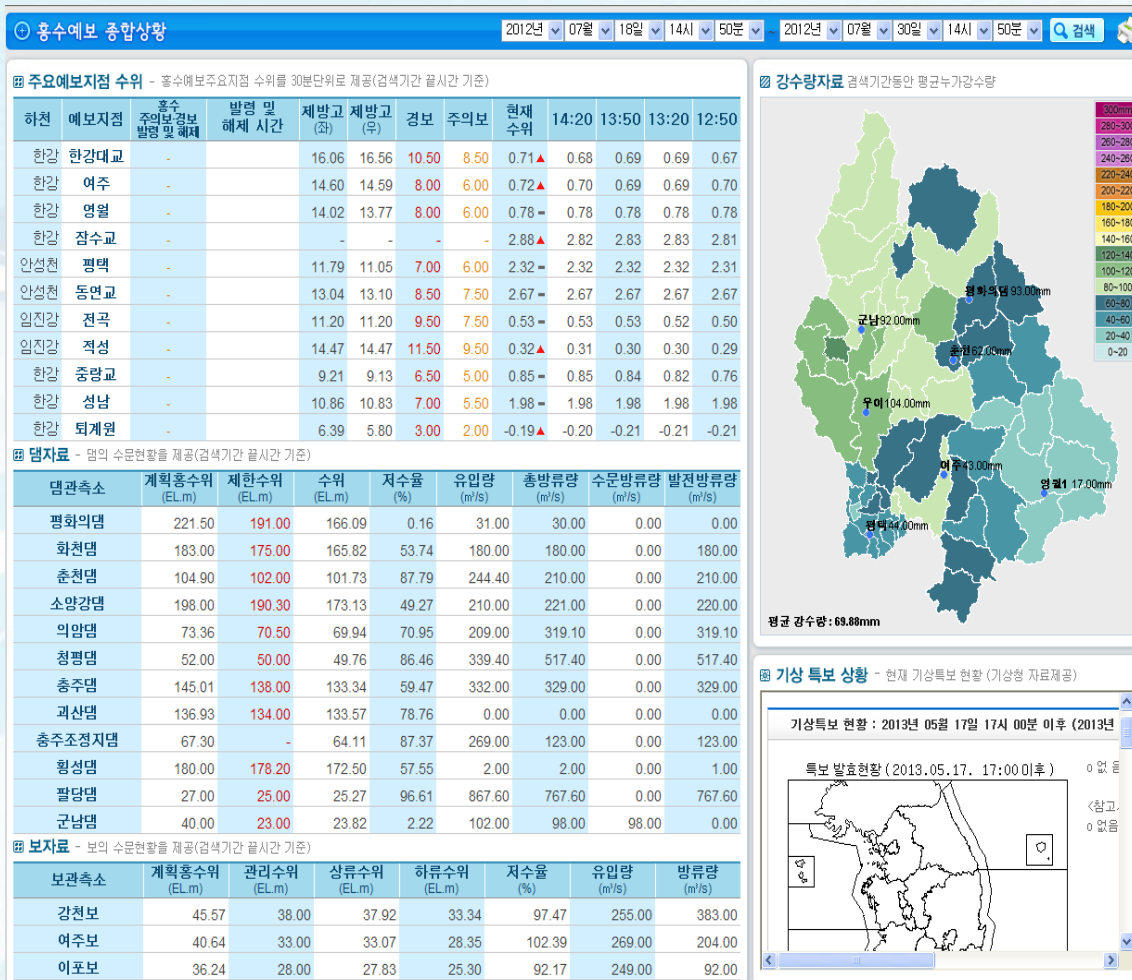 홍수예보 종합상황
2012년 07월 18일 14시 50분 ~ 2012년 07월 30일 14시 50분 검색
주요예보지점 수위 - 홍수예보주요지점 수위를 30분단위로 제공(검색기간 끝시간 기준)
하천 예보지점 홍수 주의보·경보 발령 및 해제 발령 및 해제 시간 제방고 (좌) 제방고 (우) 경보 주의보 현재 수위 14:20 13:50 13:20 12:50
한강 한강대교 - 16.06 16.56 10.50 8.50 0.71▲ 0.68 0.69 0.69 0.67
한강 여주 - 14.60 14.59 8.00 6.00 0.72▲ 0.70 0.69 0.69 0.70
한강 영월 - 14.02 13.77 8.00 6.00 0.78= 0.78 0.78 0.78 0.78
한강 잠수교 - - - - - 2.88▲ 2.82 2.83 2.83 2.81
안성천 평택 - 11.79 11.05 7.00 6.00 2.32= 2.32 2.32 2.32 2.31
안성천 동연교 - 13.04 13.10 8.50 7.50 2.67= 2.67 2.67 2.67 2.67
임진강 전곡 - 11.20 11.20 9.50 7.50 0.53= 0.53 0.53 0.52 0.50
임진강 적성 - 14.47 14.47 11.50 9.50 0.32▲ 0.31 0.30 0.30 0.29
한강 중랑교 - 9.21 9.13 6.50 5.00 0.85= 0.85 0.84 0.82 0.76
한강 성남 - 10.86 10.83 7.00 5.50 1.98= 1.98 1.98 1.98 1.98
한강 퇴계원 - 6.39 5.80 3.00 2.00 -0.19▲ -0.20 -0.21 -0.21 -0.21
댐자료 - 댐의 수문현황을 제공(검색기간 끝시간 기준)
댐관측소 계획홍수위 (EL.m) 제한수위 (EL.m) 수위 (EL.m) 저수율 (%) 유입량 (㎥/s) 총방류량 (㎥/s) 수문방류량 (㎥/s) 발전방류량 (㎥/s)
평화의댐 221.50 191.00 166.09 0.16 31.00 30.00 0.00 0.00
화천댐 183.00 175.00 165.82 53.74 180.00 180.00 0.00 180.00
춘천댐 104.90 102.00 101.73 87.79 244.40 210.00 0.00 210.00
소양강댐 198.00 190.30 173.13 49.27 210.00 221.00 0.00 220.00
의암댐 73.36 70.50 69.94 70.95 209.00 319.10 0.00 319.10
청평댐 52.00 50.00 49.76 86.46 339.40 517.40 0.00 517.40
충주댐 145.01 138.00 133.34 59.47 332.00 329.00 0.00 329.00
괴산댐 136.93 134.00 133.57 78.76 0.00 0.00 0.00 0.00
충주조정지댐 67.30 - 64.11 87.37 269.00 123.00 0.00 123.00
횡성댐 180.00 178.20 172.50 57.55 2.00 2.00 0.00 1.00
팔당댐 27.00 25.00 25.27 96.61 867.60 767.60 0.00 767.60
군남댐 40.00 23.00 23.82 2.22 102.00 98.00 98.00 0.00
보자료 - 보의 수문현황을 제공(검색기간 끝시간 기준)
보관측소 계획홍수위 (EL.m) 관리수위 (EL.m) 상류수위 (EL.m) 하류수위 (EL.m) 저수율 (%) 유입량 (㎥/s) 방류량 (㎥/s)
강천보 45.57 38.00 37.92 33.34 97.47 255.00 383.00
여주보 40.64 33.00 33.07 28.35 102.39 269.00 204.00
이포보 36.24 28.00 27.83 25.30 92.17 249.00 92.00
강수량자료 검색기간동안 평균누가강수량
300mm
280~300
260~280
240~260
220~240
200~220
180~200
160~180
140~160
120~140
100~120
80~100
60~80
40~60
20~40
0~20
평화의댐 93.00mm
군남 92.00mm
춘천 62.00mm
우이 104.00mm
여주 43.00mm
영월1 17.00mm
평택 44.00mm
평균 강수량 : 69.88mm
기상 특보 상황 - 현재 기상특보 현황 (기상청 자료제공)
기상특보 현황 : 2013년 05월 17일 17시 00분 이후 (2013년
특보 발효현황 (2013.05.17. 17:00 이후 )
o 없 음
<참고
o 없음